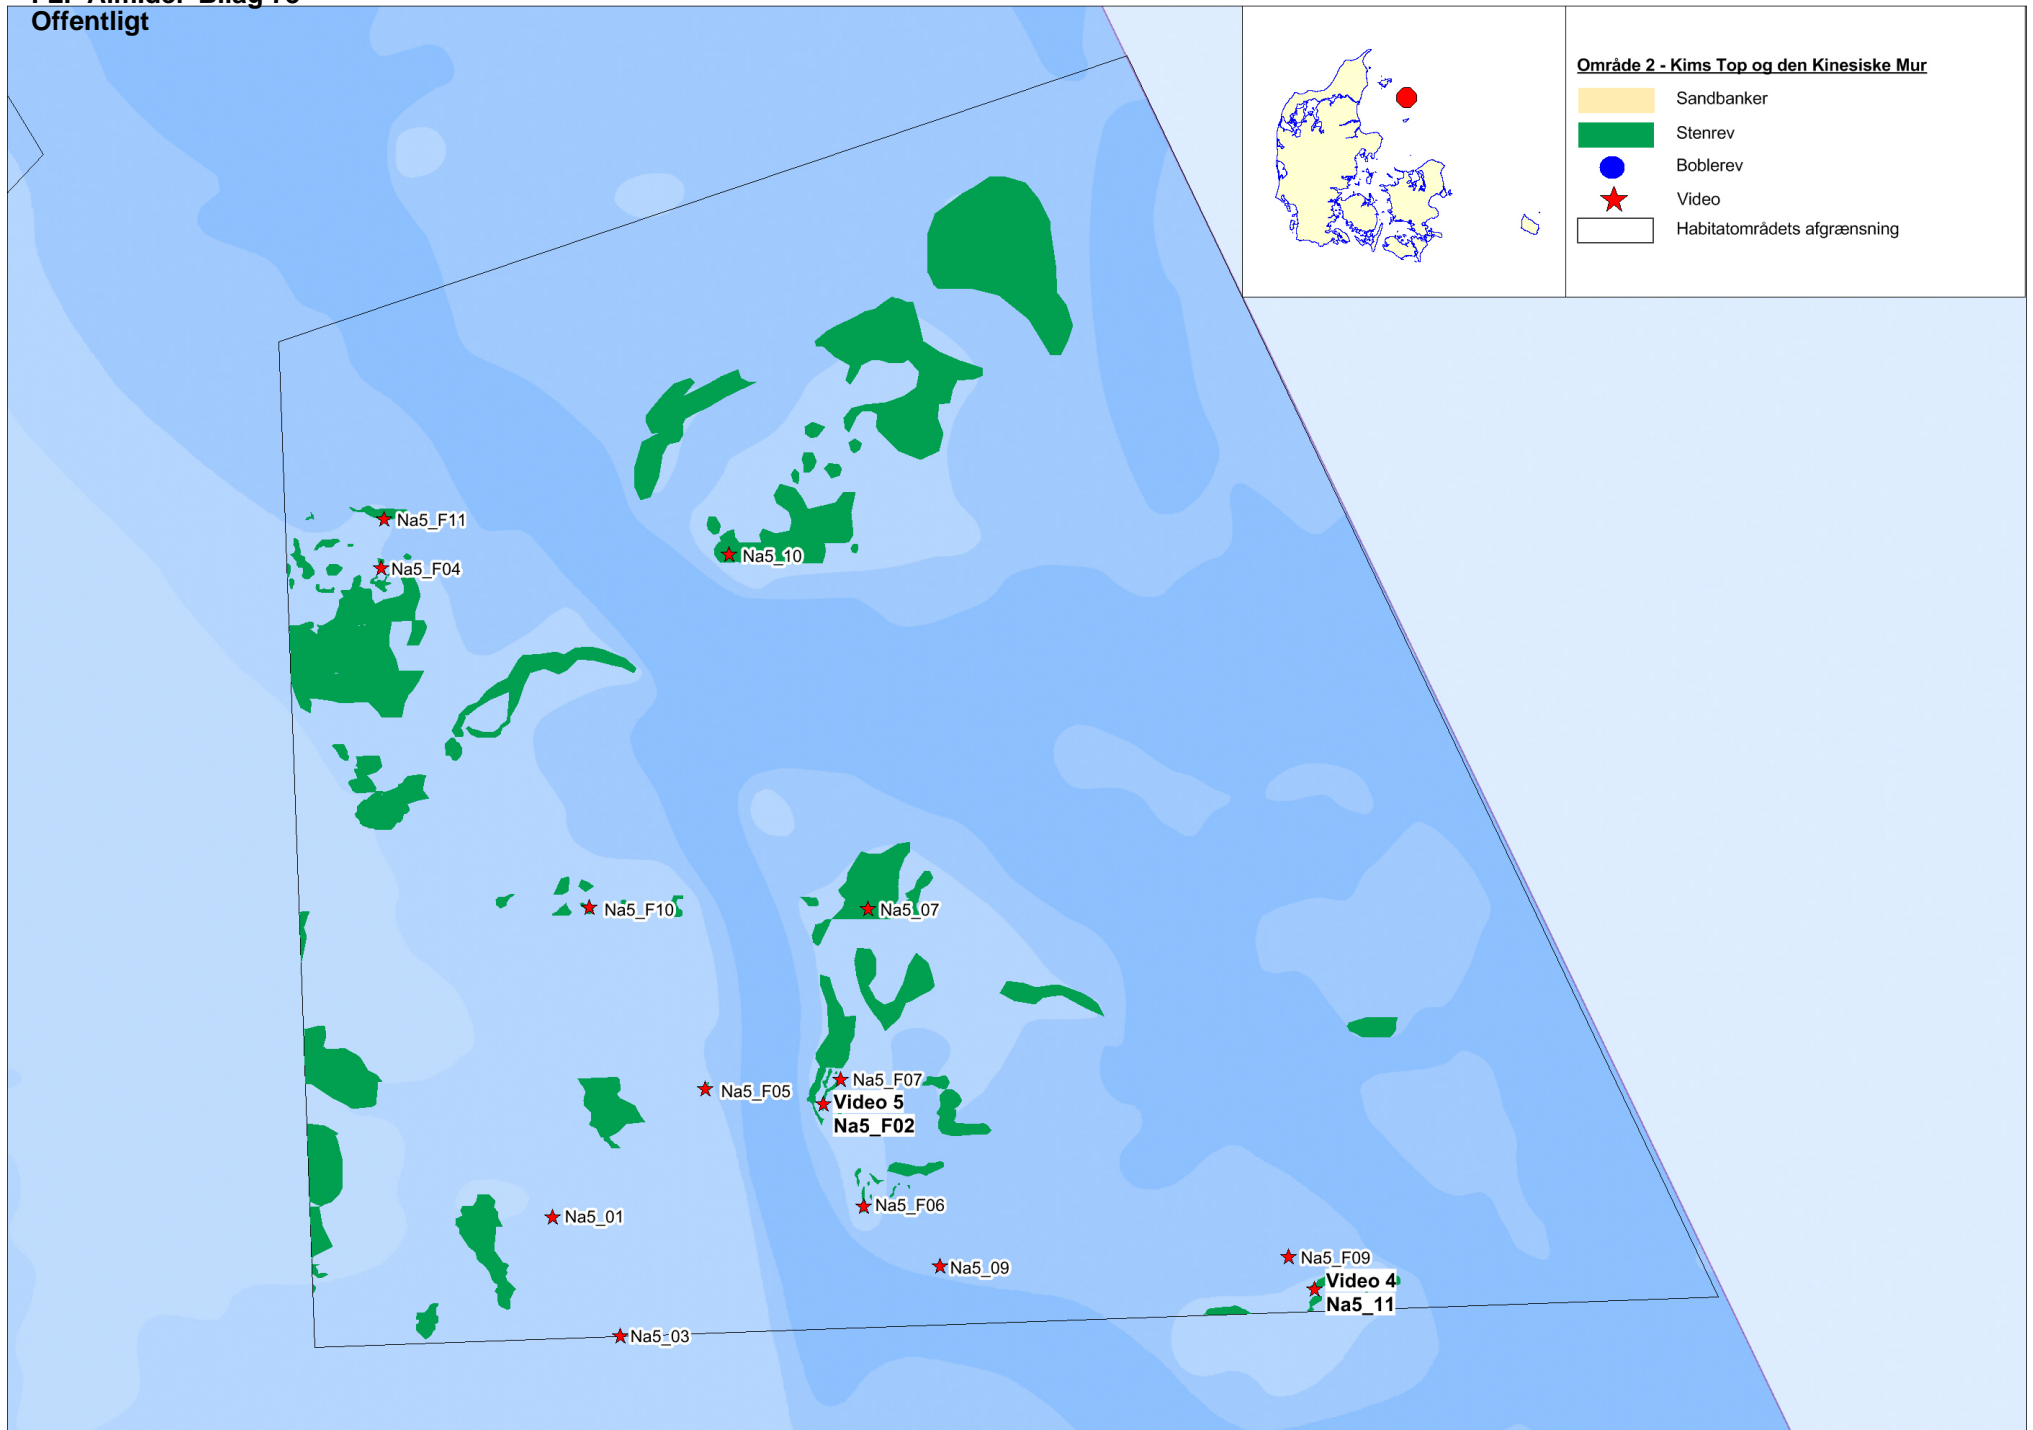 Offentligt
Område 2 - Kims Top og den Kinesiske Mur
Sandbanker
Stenrev
Boblerev
Video
Habitatområdets afgrænsning
Na5_F11
Na5_10
Na5_F04
Na5_F10
Na5_07
Na5_F07
Na5_F05
Video 5
Na5_F02
Na5_F06
Na5_01
Na5_09
Na5_F09
Video 4
Na5_11
Na5_03